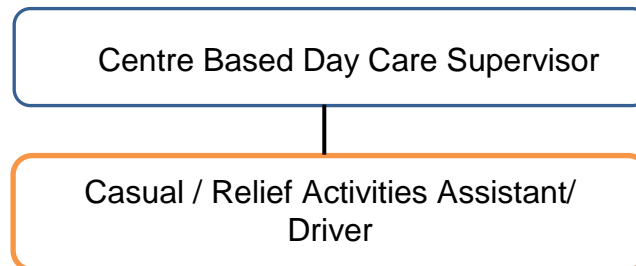 Centre Based Day Care Supervisor
Casual / Relief Activities Assistant/
Driver